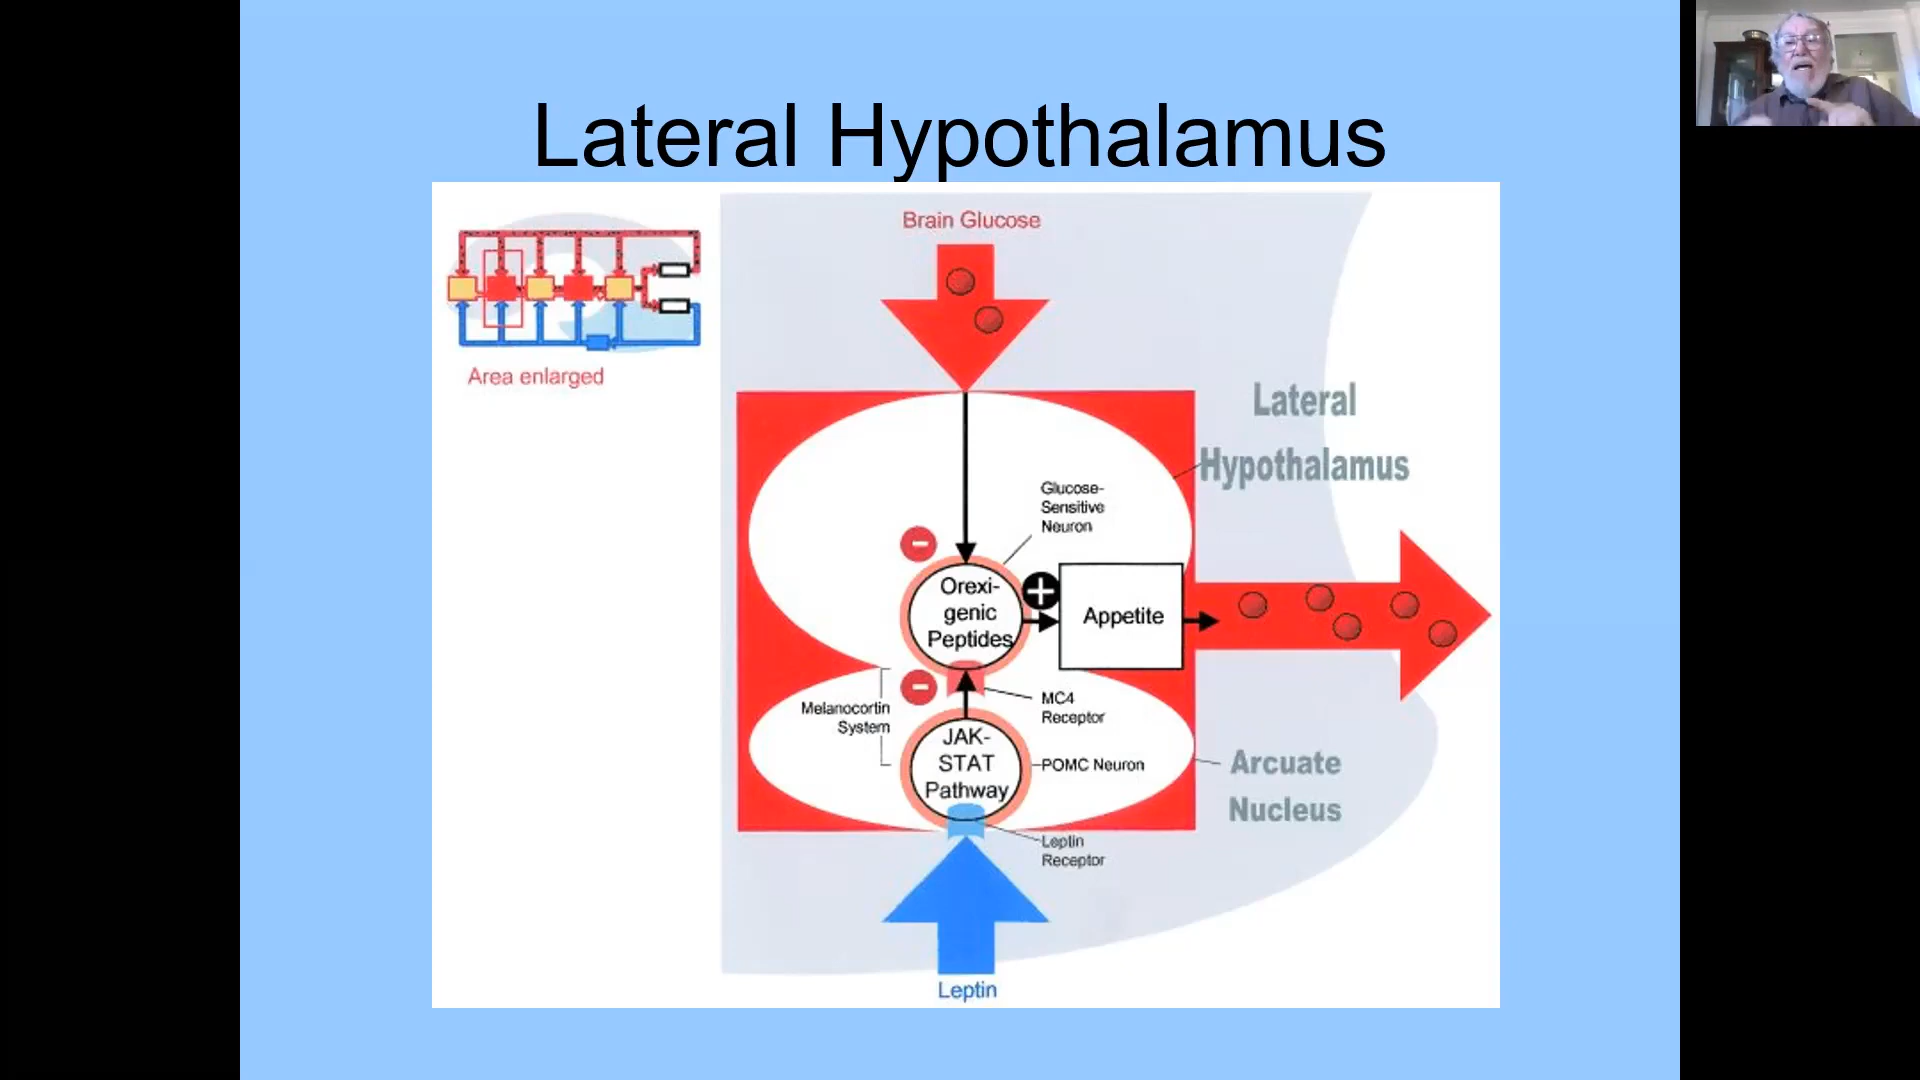 Lateral Hypothalamus
Brain Glucose
Area enlarged
Lateral
Hypothalamus
Glucose-
Sensitive
Neuron
Orexi-
genic
Peptides
Appetite
Melanocortin
System
MC4
Receptor
JAK-
STAT
Pathway
POMC Neuron
Arcuate
Nucleus
Leptin
Receptor
Leptin